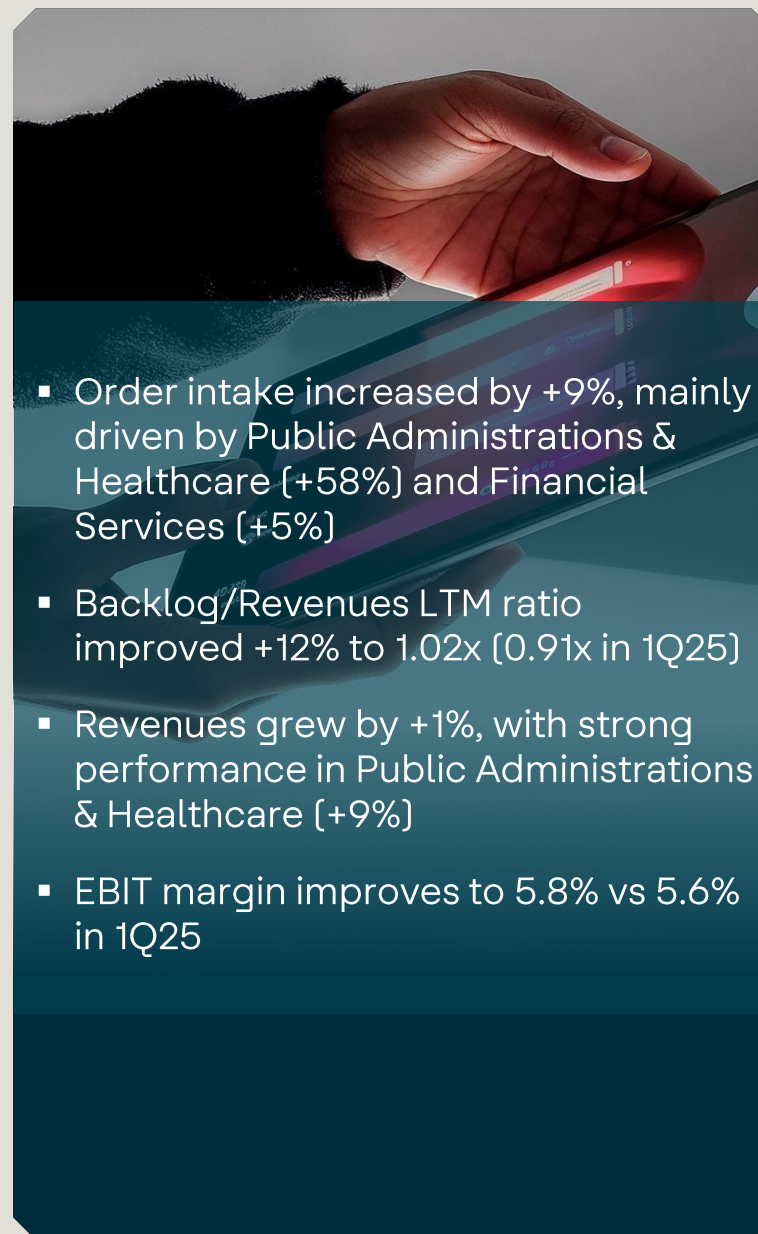 ▪ Order intake increased by +9%, mainly
driven by Public Administrations &
Healthcare (+58%) and Financial
Services (+5%)
▪ Backlog/Revenues LTM ratio
improved +12% to 1.02x (0.91x in 1Q25)
▪ Revenues grew by +1%, with strong
performance in Public Administrations
& Healthcare (+9%)
▪ EBIT margin improves to 5.8% vs 5.6%
in 1Q25